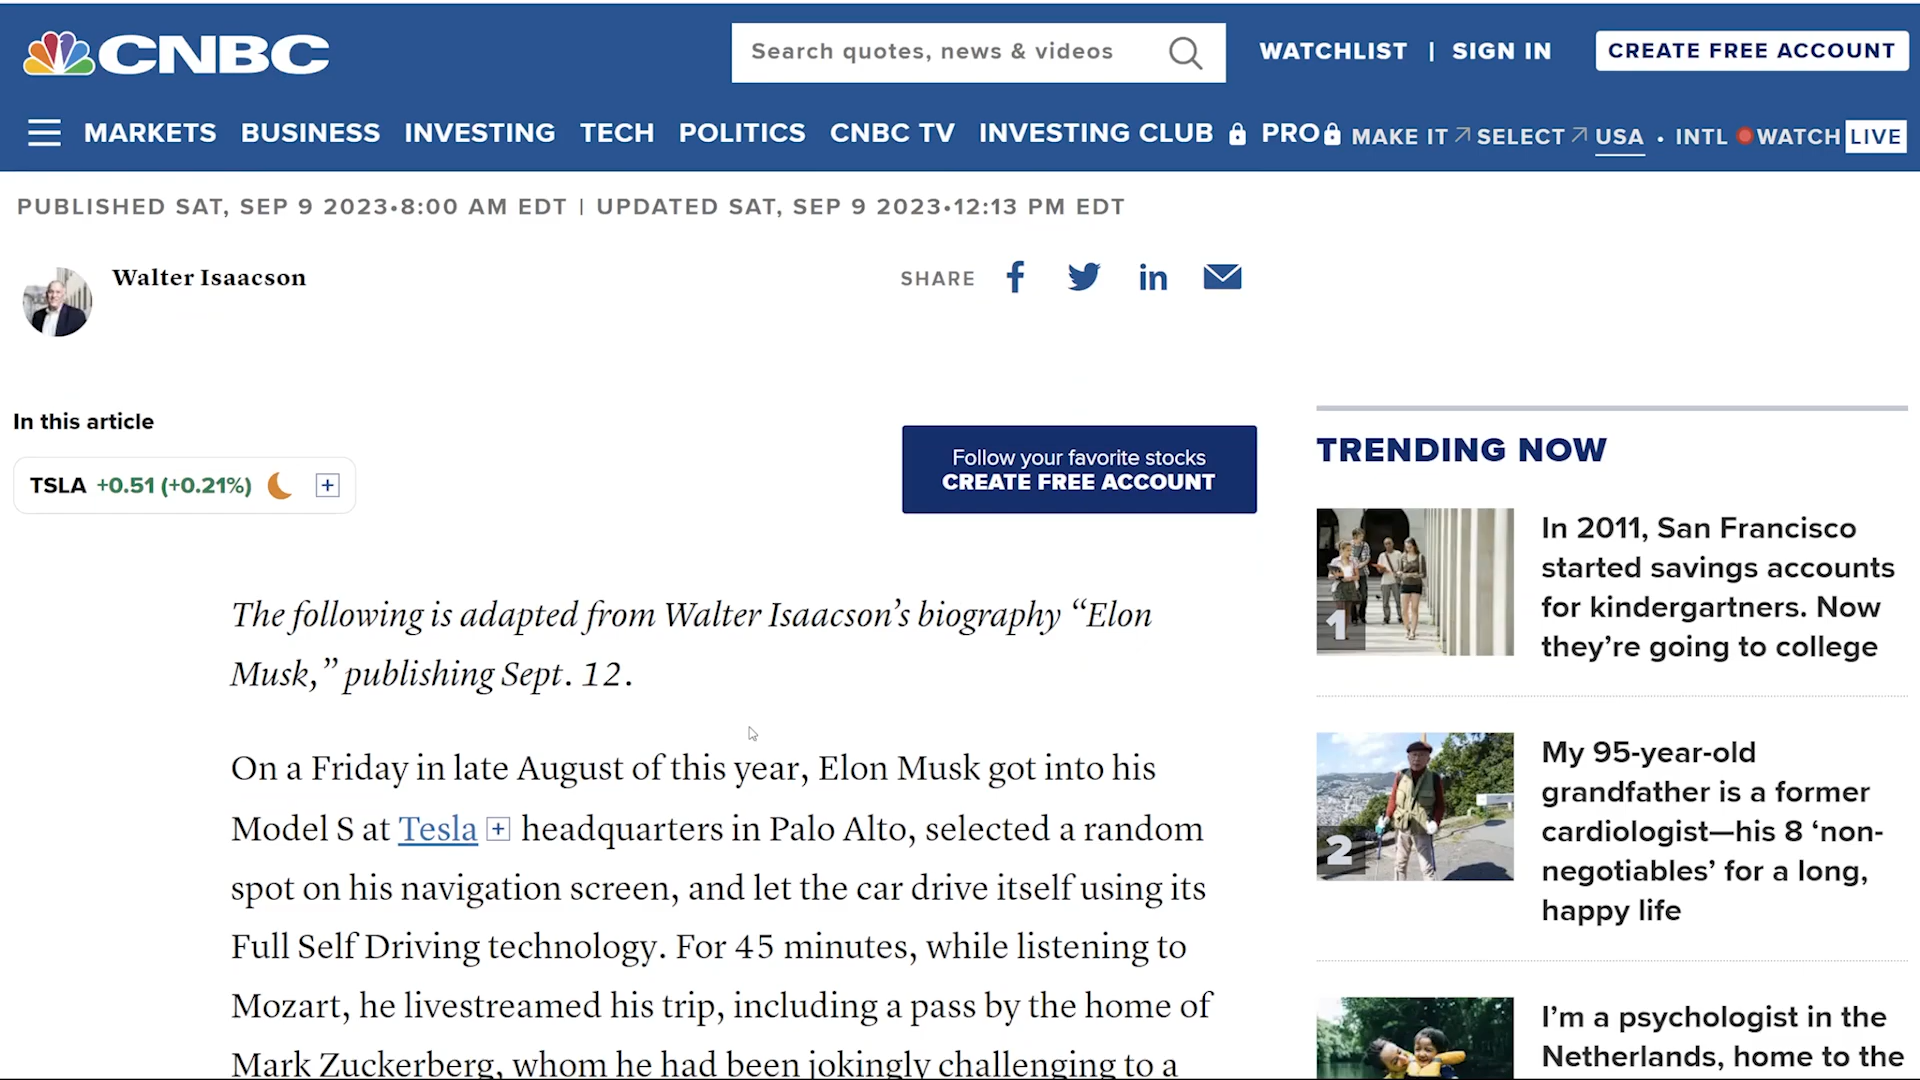 CNBC
Search quotes, news & videos
WATCHLIST | SIGN IN
CREATE FREE ACCOUNT
MARKETS BUSINESS INVESTING TECH POLITICS CNBC TV INVESTING CLUB PRO MAKE IT SELECT USA • INTL WATCH LIVE
PUBLISHED SAT, SEP 9 2023•8:00 AM EDT | UPDATED SAT, SEP 9 2023•12:13 PM EDT
Walter Isaacson
SHARE
In this article
TSLA +0.51 (+0.21%)
Follow your favorite stocks
CREATE FREE ACCOUNT
The following is adapted from Walter Isaacson’s biography “Elon
Musk,” publishing Sept. 12.
On a Friday in late August of this year, Elon Musk got into his
Model S at Tesla headquarters in Palo Alto, selected a random
spot on his navigation screen, and let the car drive itself using its
Full Self Driving technology. For 45 minutes, while listening to
Mozart, he livestreamed his trip, including a pass by the home of
Mark Zuckerberg, whom he had been jokingly challenging to a
TRENDING NOW
1
In 2011, San Francisco
started savings accounts
for kindergartners. Now
they’re going to college
2
My 95-year-old
grandfather is a former
cardiologist—his 8 ‘non-
negotiables’ for a long,
happy life
I’m a psychologist in the
Netherlands, home to the